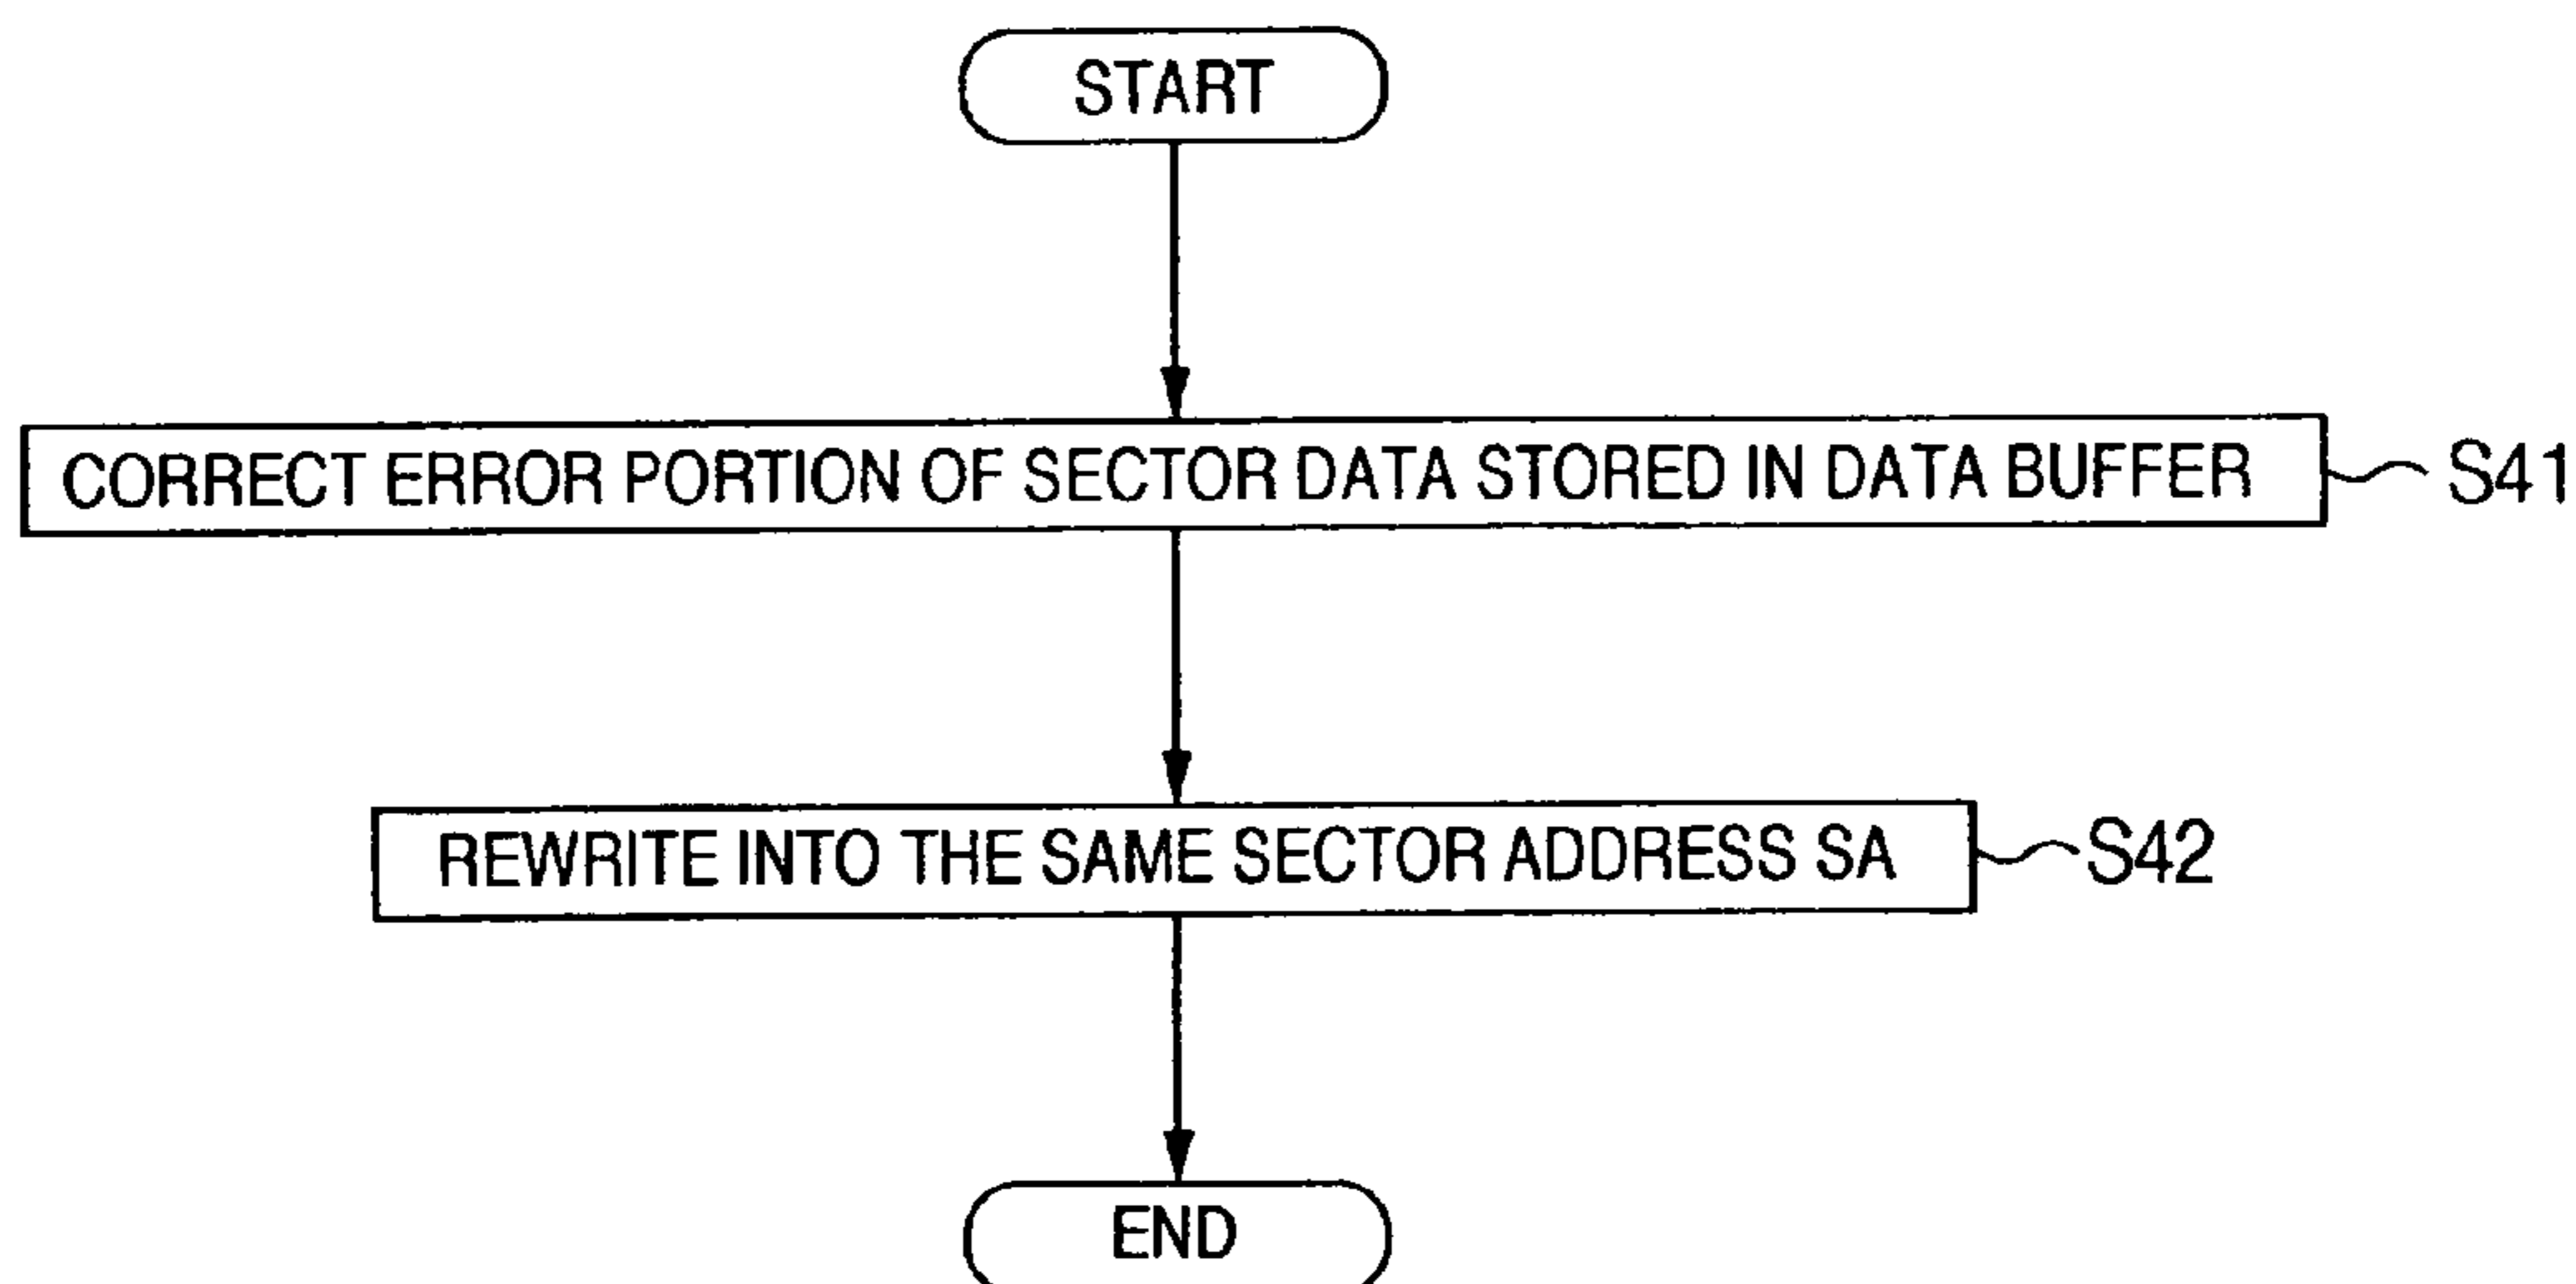 START
CORRECT ERROR PORTION OF SECTOR DATA STORED IN DATA BUFFER
S41
REWRITE INTO THE SAME SECTOR ADDRESS SA
S42
END